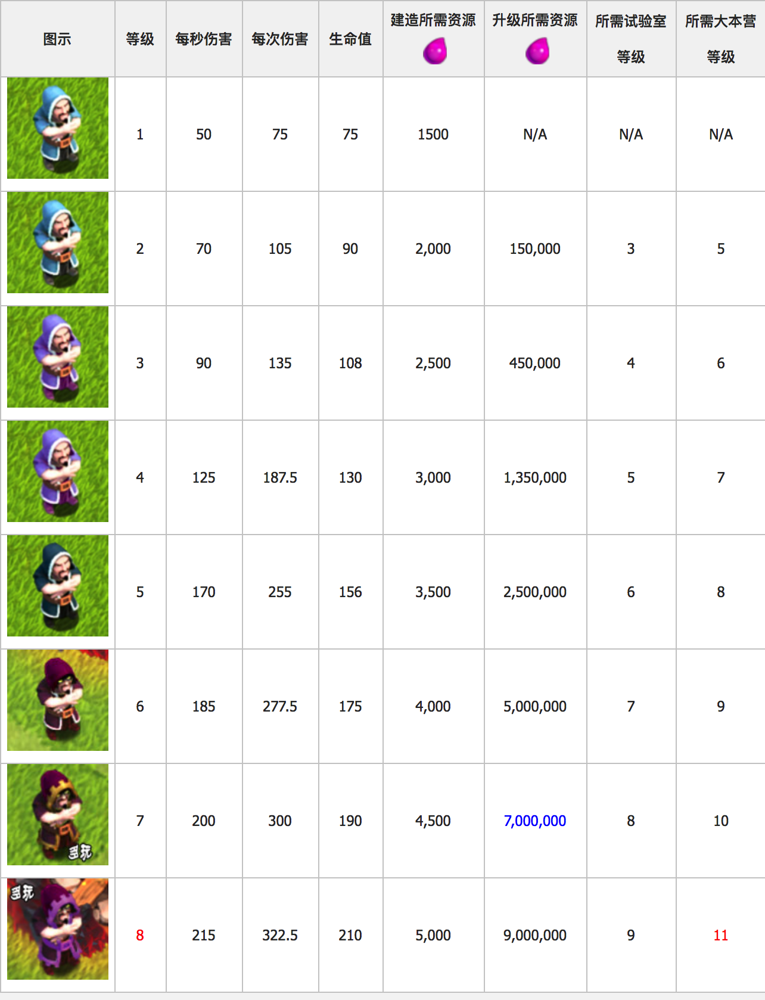 图示 等级 每秒伤害 每次伤害 生命值 建造所需资源 升级所需资源 所需试验室等级 所需大本营等级
1 50 75 75 1500 N/A N/A N/A
2 70 105 90 2,000 150,000 3 5
3 90 135 108 2,500 450,000 4 6
4 125 187.5 130 3,000 1,350,000 5 7
5 170 255 156 3,500 2,500,000 6 8
6 185 277.5 175 4,000 5,000,000 7 9
7 200 300 190 4,500 7,000,000 8 10
多玩
多玩
8 215 322.5 210 5,000 9,000,000 9 11